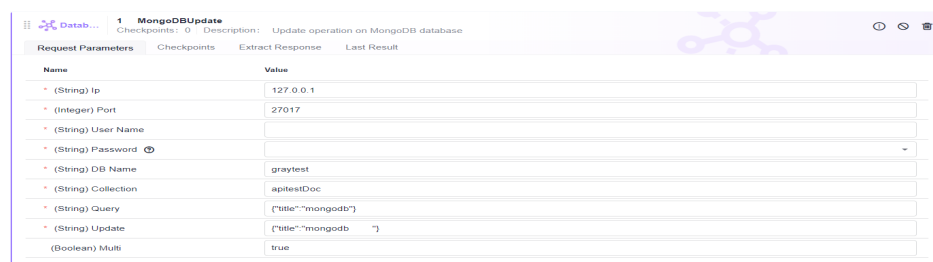 Datab... 1 MongoDBUpdate
Checkpoints: 0 Description: Update operation on MongoDB database
Request Parameters Checkpoints Extract Response Last Result
Name Value
* (String) Ip 127.0.0.1
* (Integer) Port 27017
* (String) User Name
* (String) Password
* (String) DB Name graytest
* (String) Collection apitestDoc
* (String) Query {"title":"mongodb"}
* (String) Update {"title":"mongodb "}
(Boolean) Multi true